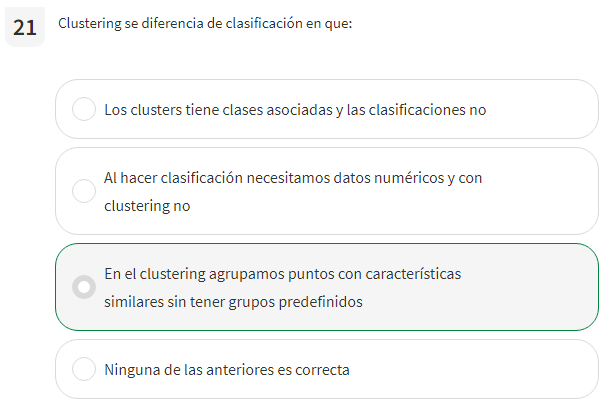 21 Clustering se diferencia de clasificación en que:
Los clusters tiene clases asociadas y las clasificaciones no
Al hacer clasificación necesitamos datos numéricos y con
clustering no
En el clustering agrupamos puntos con características
similares sin tener grupos predefinidos
Ninguna de las anteriores es correcta